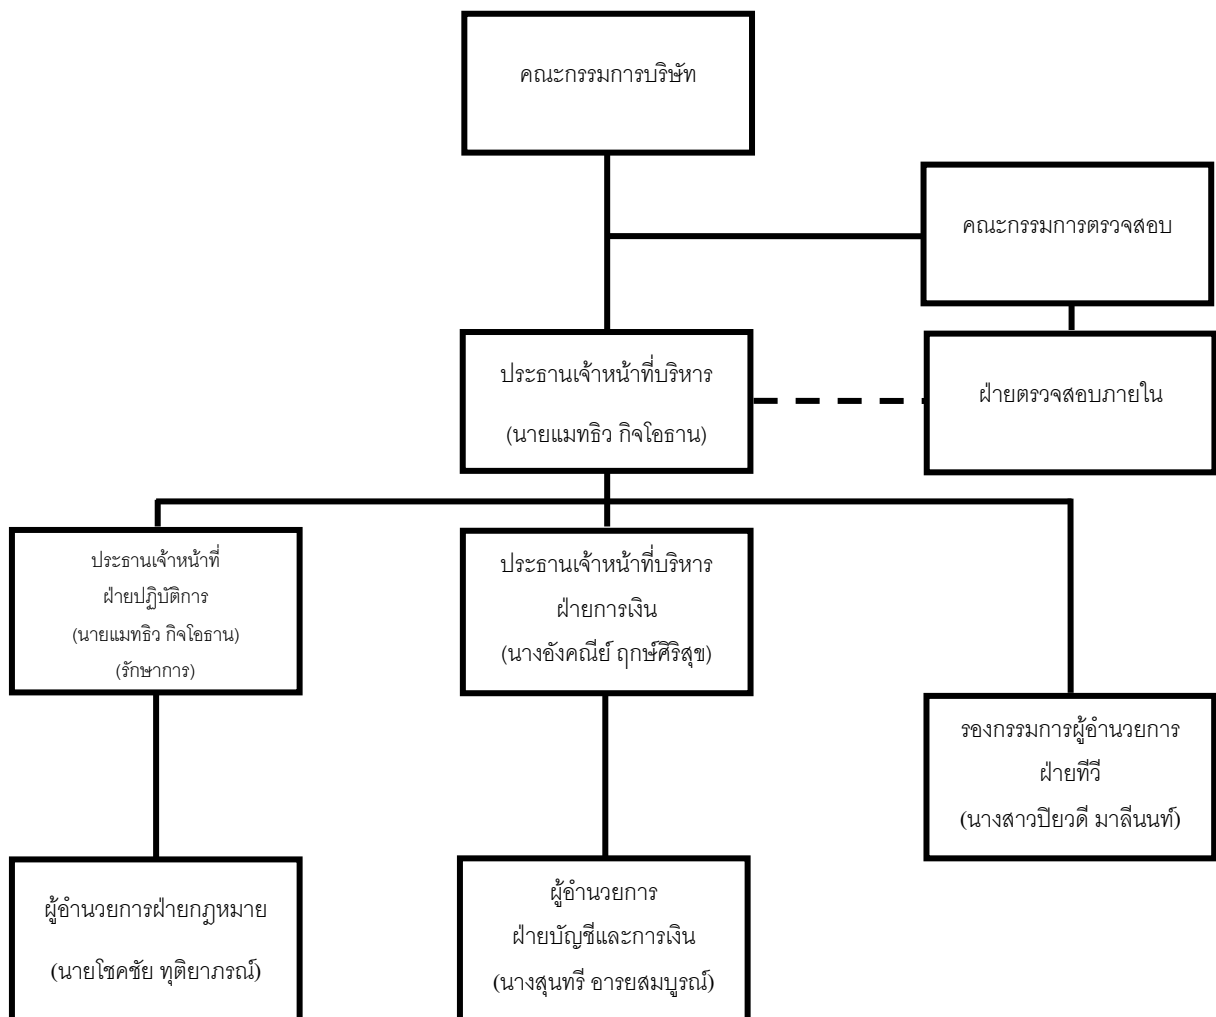 คณะกรรมการบริษัท
คณะกรรมการตรวจสอบ
ประธานเจ้าหน้าที่บริหาร
(นายแมทธิว กิจโอธาน)
ฝ่ายตรวจสอบภายใน
ประธานเจ้าหน้าที่
ฝ่ายปฏิบัติการ
(นายแมทธิว กิจโอธาน)
(รักษาการ)
ประธานเจ้าหน้าที่บริหาร
ฝ่ายการเงิน
(นางอังคณีย์ ฤกษ์ศิริสุข)
รองกรรมการผู้อำนวยการ
ฝ่ายทีวี
(นางสาวปิยวดี มาลีนนท์)
ผู้อำนวยการฝ่ายกฎหมาย
(นายโชคชัย ทุติยาภรณ์)
ผู้อำนวยการ
ฝ่ายบัญชีและการเงิน
(นางสุนทรี อารยสมบูรณ์)